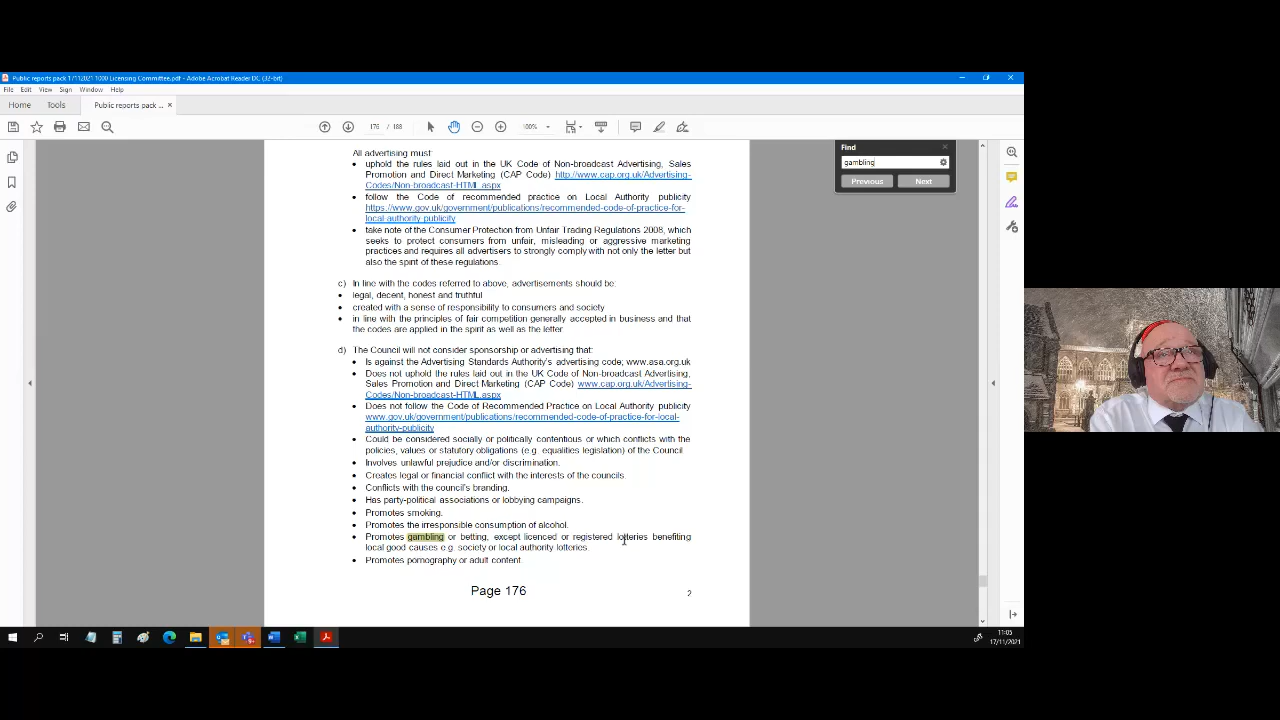 Public reports pack 17112021 1000 Licensing Committee.pdf - Adobe Acrobat Reader DC (32-bit)
File Edit View Sign Window Help
Home Tools Public reports pack ... ×
176 / 188 100%
Find
gambling
Previous Next
All advertising must:
• uphold the rules laid out in the UK Code of Non-broadcast Advertising, Sales
Promotion and Direct Marketing (CAP Code) http://www.cap.org.uk/Advertising-
Codes/Non-broadcast-HTML.aspx
• follow the Code of recommended practice on Local Authority publicity
https://www.gov.uk/government/publications/recommended-code-of-practice-for-
local-authority-publicity
• take note of the Consumer Protection from Unfair Trading Regulations 2008, which
seeks to protect consumers from unfair, misleading or aggressive marketing
practices and requires all advertisers to strongly comply with not only the letter but
also the spirit of these regulations.
c) In line with the codes referred to above, advertisements should be:
• legal, decent, honest and truthful
• created with a sense of responsibility to consumers and society
• in line with the principles of fair competition generally accepted in business and that
the codes are applied in the spirit as well as the letter
d) The Council will not consider sponsorship or advertising that:
• Is against the Advertising Standards Authority's advertising code; www.asa.org.uk
• Does not uphold the rules laid out in the UK Code of Non-broadcast Advertising,
Sales Promotion and Direct Marketing (CAP Code) www.cap.org.uk/Advertising-
Codes/Non-broadcast-HTML.aspx
• Does not follow the Code of Recommended Practice on Local Authority publicity
www.gov.uk/government/publications/recommended-code-of-practice-for-local-
authority-publicity
• Could be considered socially or politically contentious or which conflicts with the
policies, values or statutory obligations (e.g. equalities legislation) of the Council
• Involves unlawful prejudice and/or discrimination.
• Creates legal or financial conflict with the interests of the councils.
• Conflicts with the council's branding.
• Has party-political associations or lobbying campaigns.
• Promotes smoking.
• Promotes the irresponsible consumption of alcohol.
• Promotes gambling or betting, except licenced or registered lotteries benefiting
local good causes e.g. society or local authority lotteries.
• Promotes pornography or adult content.
Page 176
2
11:05
17/11/2021